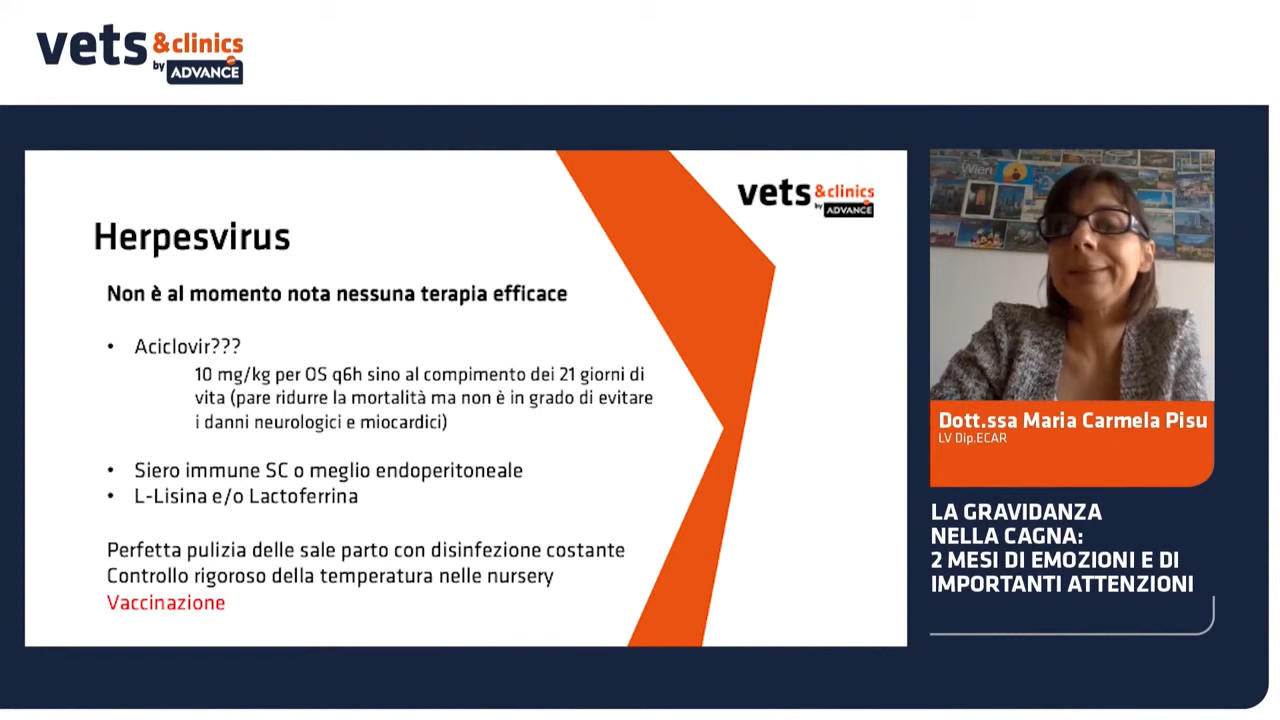 vets &clinics
by ADVANCE
vets &clinics
by ADVANCE
Herpesvirus
Non è al momento nota nessuna terapia efficace
• Aciclovir???
10 mg/kg per OS q6h sino al compimento dei 21 giorni di
vita (pare ridurre la mortalità ma non è in grado di evitare
i danni neurologici e miocardici)
• Siero immune SC o meglio endoperitoneale
• L-Lisina e/o Lactoferrina
Perfetta pulizia delle sale parto con disinfezione costante
Controllo rigoroso della temperatura nelle nursery
Vaccinazione
Wien
Dott.ssa Maria Carmela Pisu
LV Dip.ECAR
LA GRAVIDANZA
NELLA CAGNA:
2 MESI DI EMOZIONI E DI
IMPORTANTI ATTENZIONI